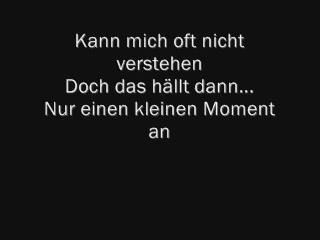 Kann mich oft nicht
verstehen
Doch das hällt dann...
Nur einen kleinen Moment
an